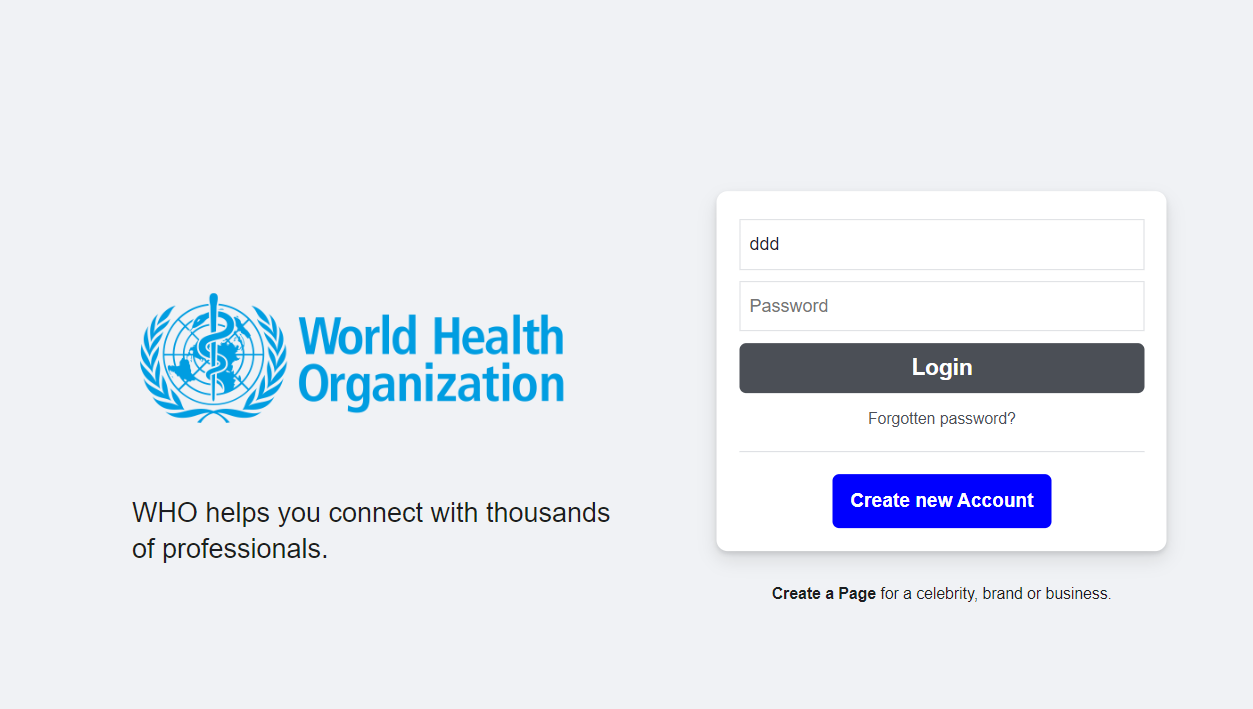 World Health
Organization
WHO helps you connect with thousands
of professionals.
ddd
Password
Login
Forgotten password?
Create new Account
Create a Page for a celebrity, brand or business.